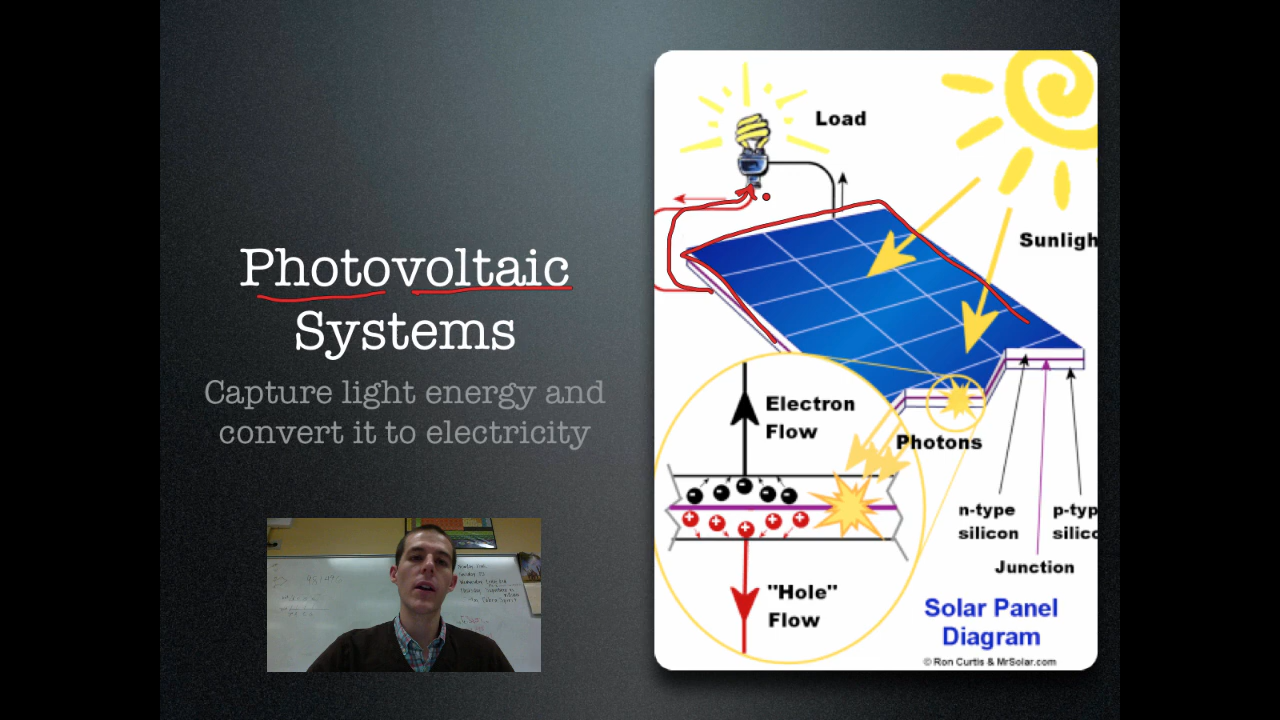 Photovoltaic
Systems
Capture light energy and
convert it to electricity
Load
Sunligh
Electron
Flow
Photons
n-type
silicon
p-typ
silico
Junction
"Hole"
Flow
Solar Panel
Diagram
© Ron Curtis & MrSolar.com